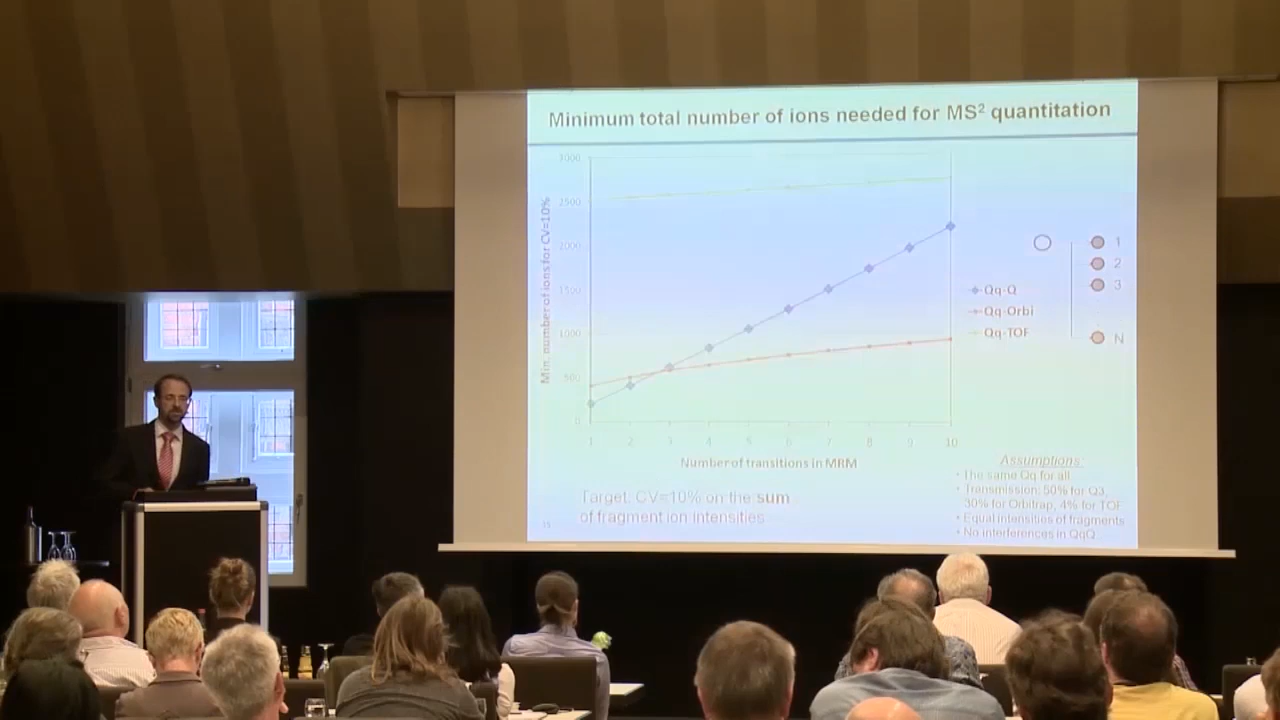 Minimum total number of ions needed for MS² quantitation
Min. number of ions for CV=10%
3000
2500
2000
1500
1000
500
0
1 2 3 4 5 6 7 8 9 10
Number of transitions in MRM
Qq-Q
Qq-Orbi
Qq-TOF
1
2
3
N
Target: CV=10% on the sum
of fragment ion intensities
Assumptions:
• The same Qq for all
• Transmission: 50% for Q3,
30% for Orbitrap, 4% for TOF
• Equal intensities of fragments
• No interferences in QqQ